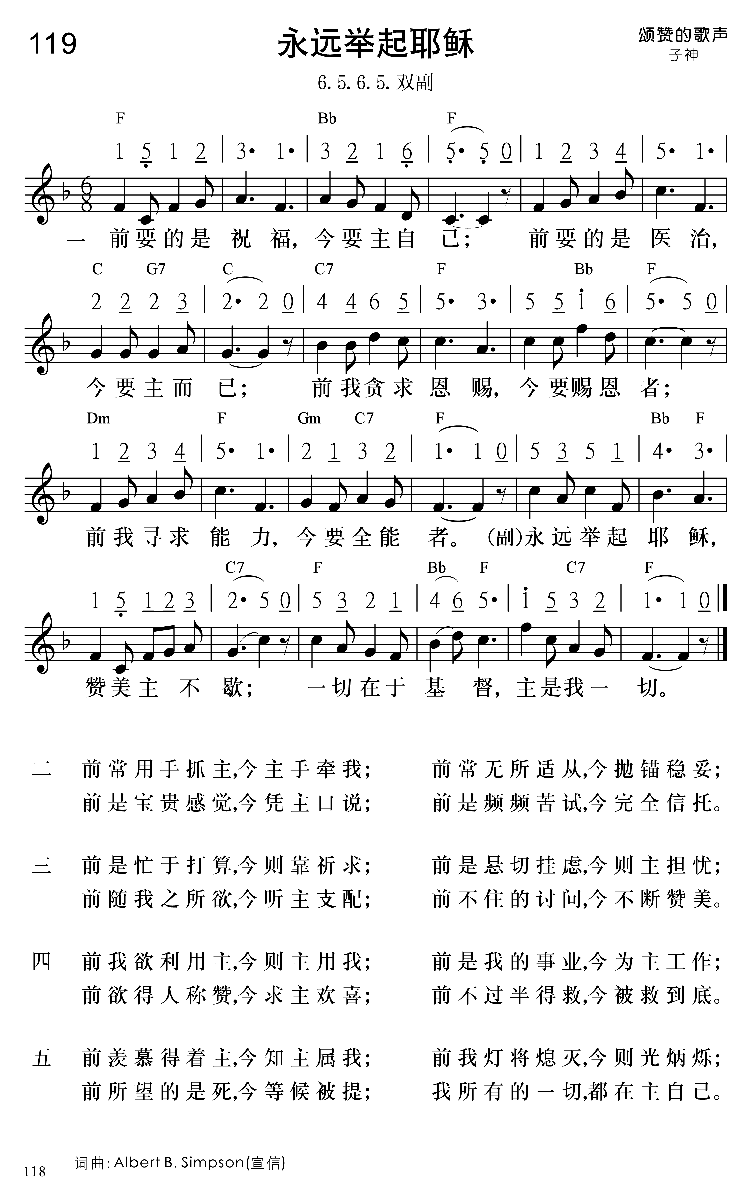 119 永远举起耶稣 颂赞的歌声
子神
6. 5. 6. 5. 双副
F Bb F
1 5 1 2 | 3· 1· | 3 2 1 6 | 5· 5 0 | 1 2 3 4 | 5· 1· |
6 8
一 前要的是祝福，今要主自己； 前要的是医治，
C G7 C C7 F Bb F
2 2 2 3 | 2· 2 0 | 4 4 6 5 | 5· 3· | 5 5 1 6 | 5· 5 0 |
今要主而已； 前我贪求恩赐，今要赐恩者；
Dm F Gm C7 F Bb F
1 2 3 4 | 5· 1· | 2 1 3 2 | 1· 1 0 | 5 3 5 1 | 4· 3· |
前我寻求能力，今要全能者。(副)永远举起耶稣，
C7 F Bb F C7 F
1 5 1 2 3 | 2· 5 0 | 5 3 2 1 | 4 6 5· | 1 5 3 2 | 1· 1 0 ‖
赞美主不歇； 一切在于基督，主是我一切。
二 前常用手抓主,今主手牵我； 前常无所适从,今抛锚稳妥；
前是宝贵感觉,今凭主口说； 前是频频苦试,今完全信托。
三 前是忙于打算,今则靠祈求； 前是悬切挂虑,今则主担忧；
前随我之所欲,今听主支配； 前不住的讨问,今不断赞美。
四 前我欲利用主,今则主用我； 前是我的事业,今为主工作；
前欲得人称赞,今求主欢喜； 前不过半得救,今被救到底。
五 前羡慕得着主,今知主属我； 前我灯将熄灭,今则光炳烁；
前所望的是死,今等候被提； 我所有的一切,都在主自己。
118 词曲: Albert B. Simpson(宣信)